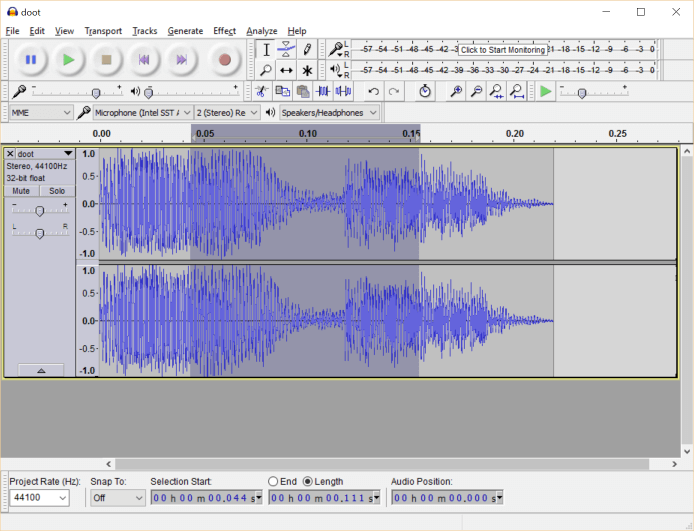 doot
File Edit View Transport Tracks Generate Effect Analyze Help
L
R
-57 -54 -51 -48 -45 -42 -3 Click to Start Monitoring 1 -18 -15 -12 -9 -6 -3 0
L
R
-57 -54 -51 -48 -45 -42 -39 -36 -33 -30 -27 -24 -21 -18 -15 -12 -9 -6 -3 0
- + -
MME Microphone (Intel SST 2 (Stereo) Re Speakers/Headphones
0.00 0.05 0.10 0.15 0.20 0.25
doot
Stereo, 44100Hz
32-bit float
Mute Solo
- +
L R
1.0
0.5-
0.0-
-0.5-
-1.0
1.0
0.5-
0.0-
-0.5-
-1.0
Project Rate (Hz): Snap To: Selection Start: End Length Audio Position:
44100 Off 00 h 00 m 00.044 s 00 h 00 m 00.111 s 00 h 00 m 00.000 s